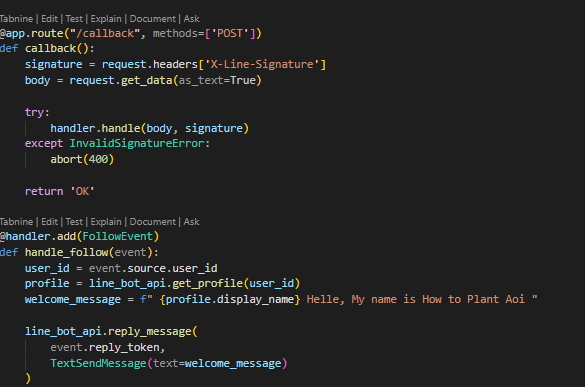 Tabnine | Edit | Test | Explain | Document | Ask
@app.route("/callback", methods=['POST'])
def callback():
    signature = request.headers['X-Line-Signature']
    body = request.get_data(as_text=True)
    try:
        handler.handle(body, signature)
    except InvalidSignatureError:
        abort(400)
    return 'OK'
Tabnine | Edit | Test | Explain | Document | Ask
@handler.add(FollowEvent)
def handle_follow(event):
    user_id = event.source.user_id
    profile = line_bot_api.get_profile(user_id)
    welcome_message = f" {profile.display_name} Helle, My name is How to Plant Aoi "
    line_bot_api.reply_message(
        event.reply_token,
        TextSendMessage(text=welcome_message)
    )